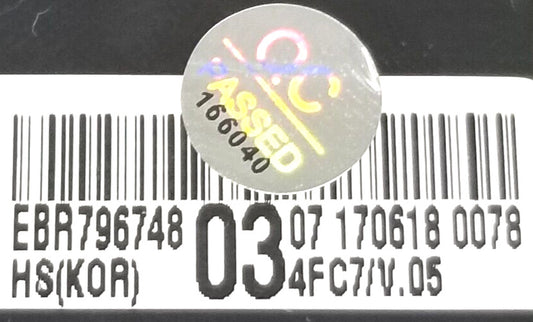 Q.C
PASSED
166040
EBR796748 03 07 170618 0078
HS(KOR) 4FC7/V.05